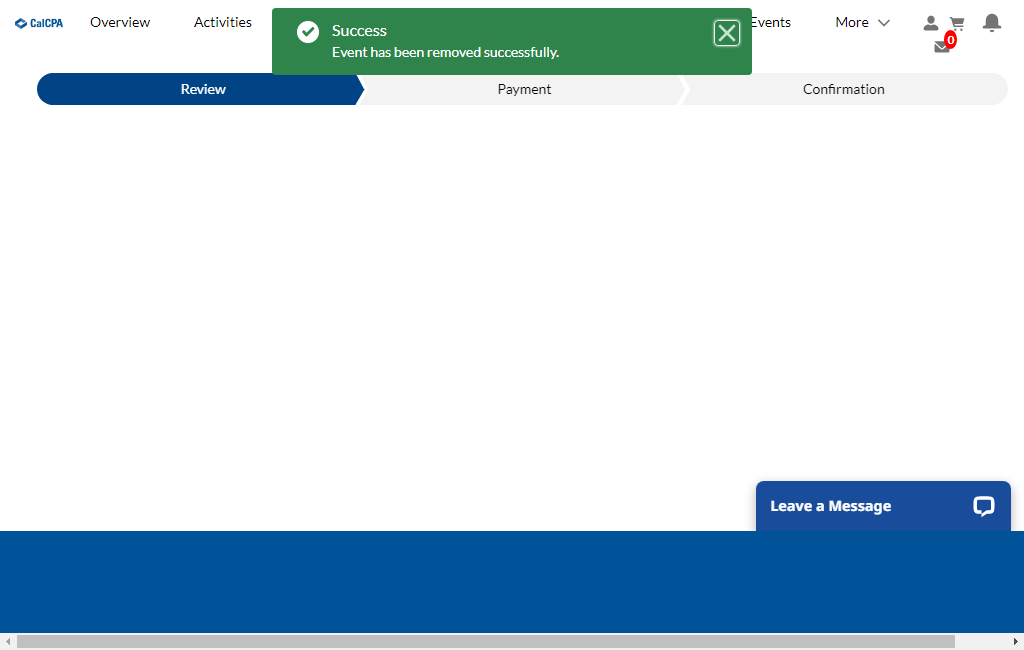 CalCPA Overview Activities Events More
0
Success
Event has been removed successfully.
Review Payment Confirmation
Leave a Message